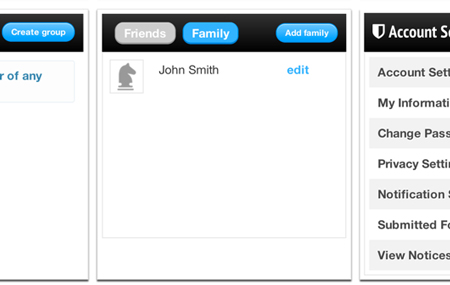 Create group
r of any
Friends
Family
Add family
John Smith
edit
Account Se
Account Sett
My Informati
Change Pass
Privacy Setti
Notification S
Submitted Fo
View Notices